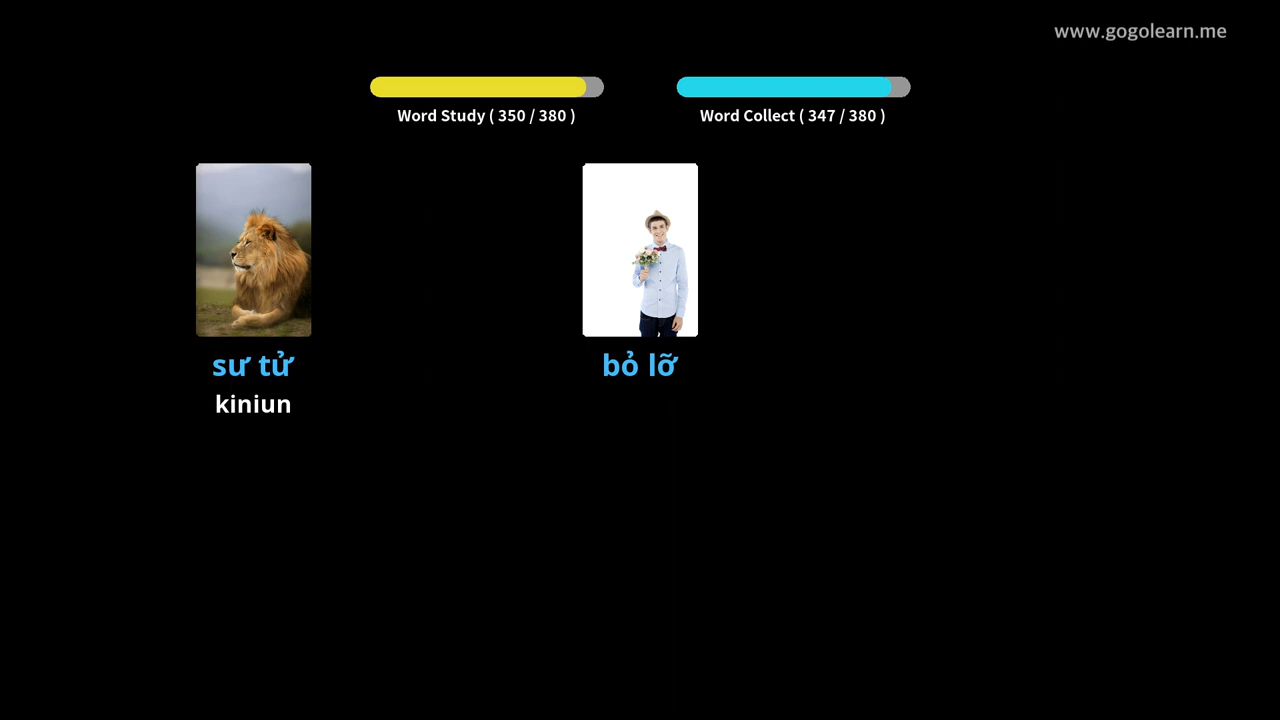 www.gogolearn.me
Word Study ( 350 / 380 )
Word Collect ( 347 / 380 )
sư tử
kiniun
bỏ lỡ